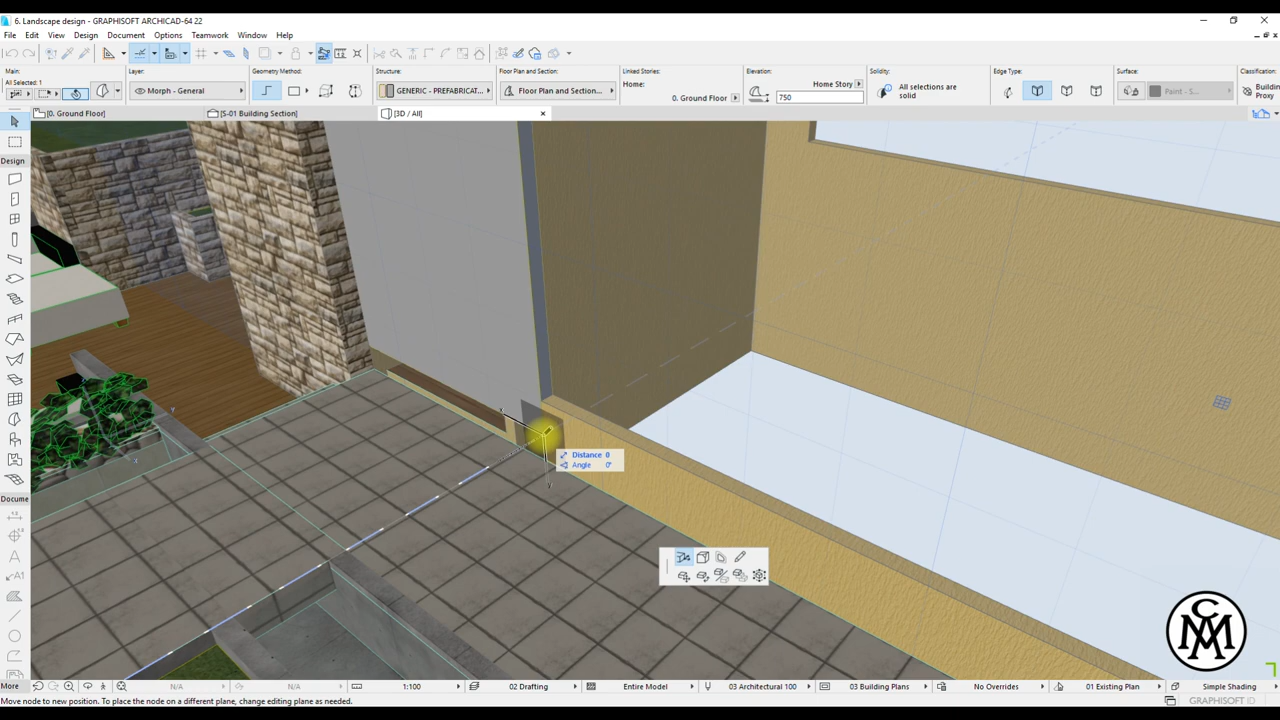 6. Landscape design - GRAPHISOFT ARCHICAD-64 22
File Edit View Design Document Options Teamwork Window Help
Main:
All Selected: 1
Layer:
Morph - General
Geometry Method:
Structure:
GENERIC - PREFABRICAT...
Floor Plan and Section:
Floor Plan and Section...
Linked Stories:
Home:
0. Ground Floor
Elevation:
Home Story
750
Solidity:
All selections are
solid
Edge Type:
Surface:
Paint - S...
Classification:
Building
Proxy
[0. Ground Floor]
[S-01 Building Section]
[3D / All]
Design
Distance 0
Angle 0°
Docume
More
N/A
N/A
1:100
02 Drafting
Entire Model
03 Architectural 100
03 Building Plans
No Overrides
01 Existing Plan
Simple Shading
Move node to new position. To place the node on a different plane, change editing plane as needed.
GRAPHISOFT ID